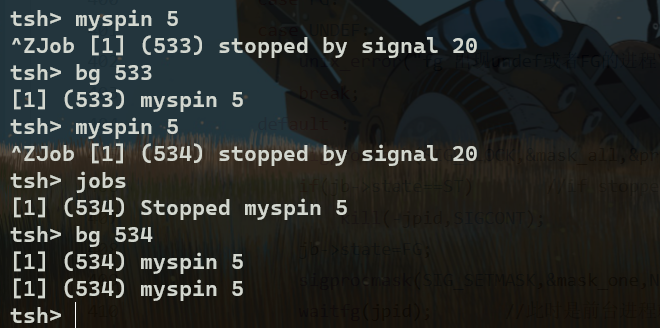 tsh> myspin 5
^ZJob [1] (533) stopped by signal 20
tsh> bg 533
[1] (533) myspin 5
tsh> myspin 5
^ZJob [1] (534) stopped by signal 20
tsh> jobs
[1] (534) Stopped myspin 5
tsh> bg 534
[1] (534) myspin 5
[1] (534) myspin 5
tsh>